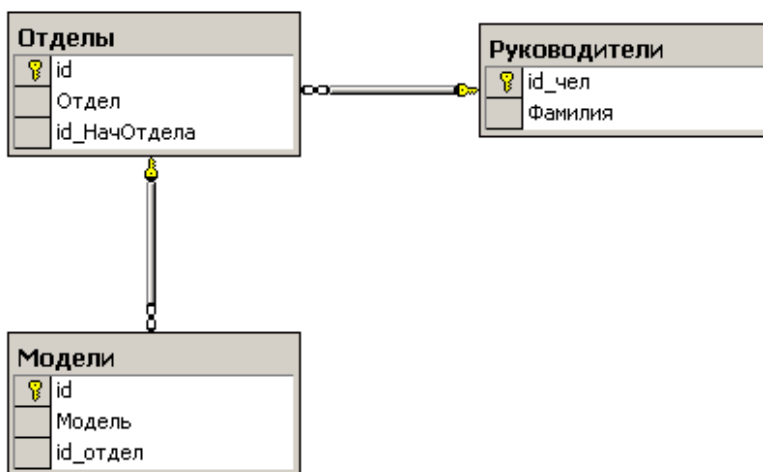 Отделы
id
Отдел
id_НачОтдела
Руководители
id_чел
Фамилия
Модели
id
Модель
id_отдел